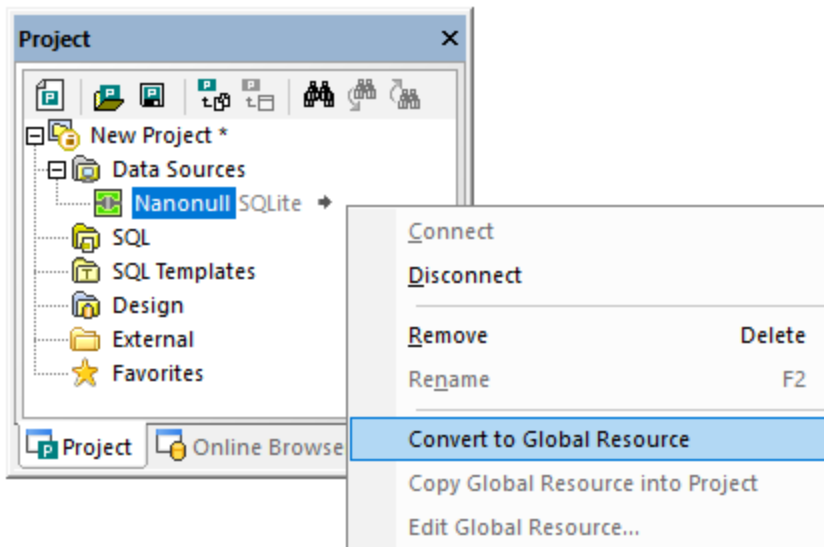 Project
New Project *
Data Sources
Nanonull SQLite
SQL
SQL Templates
Design
External
Favorites
Project
Online Browse
Connect
Disconnect
Remove Delete
Rename F2
Convert to Global Resource
Copy Global Resource into Project
Edit Global Resource...